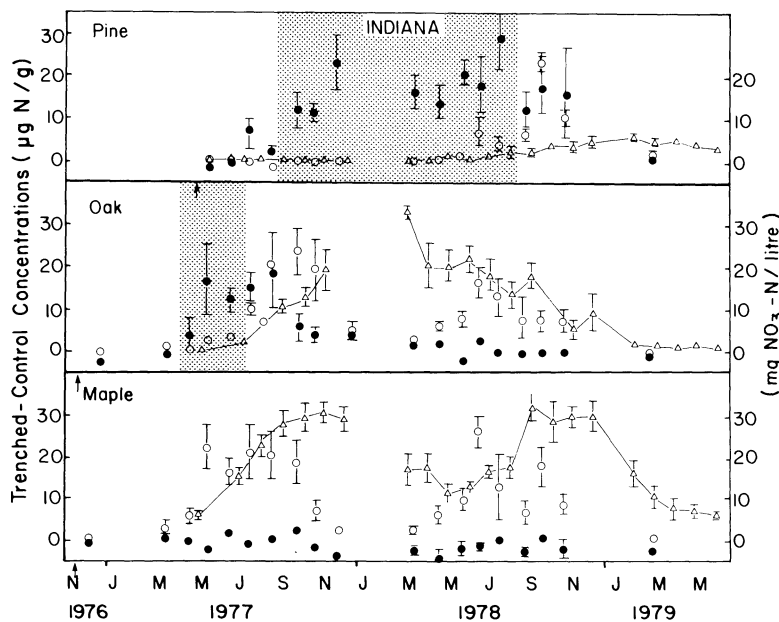 INDIANA
Pine
30
20
10
0
20
10
0
Oak
30
20
10
0
30
20
10
0
Maple
30
20
10
0
30
20
10
0
Trenched-Control Concentrations (μg N/g)
(mg NO₃-N/litre)
N J M M J S N J M M J S N J M M
1976 1977 1978 1979